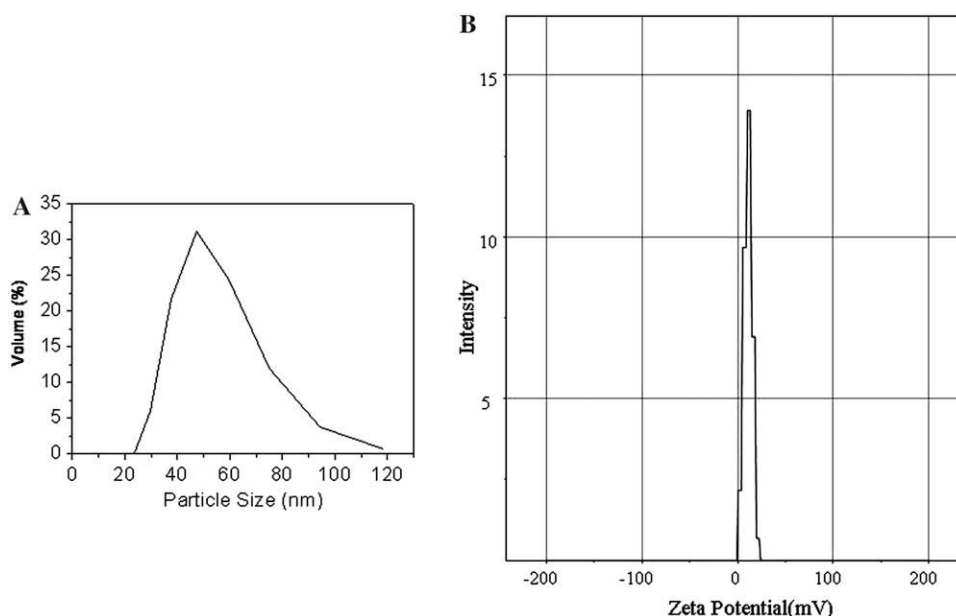 A
35
30
25
20
15
10
5
0
Volume (%)
0 20 40 60 80 100 120
Particle Size (nm)
B
15
10
5
Intensity
-200 -100 0 100 200
Zeta Potential(mV)